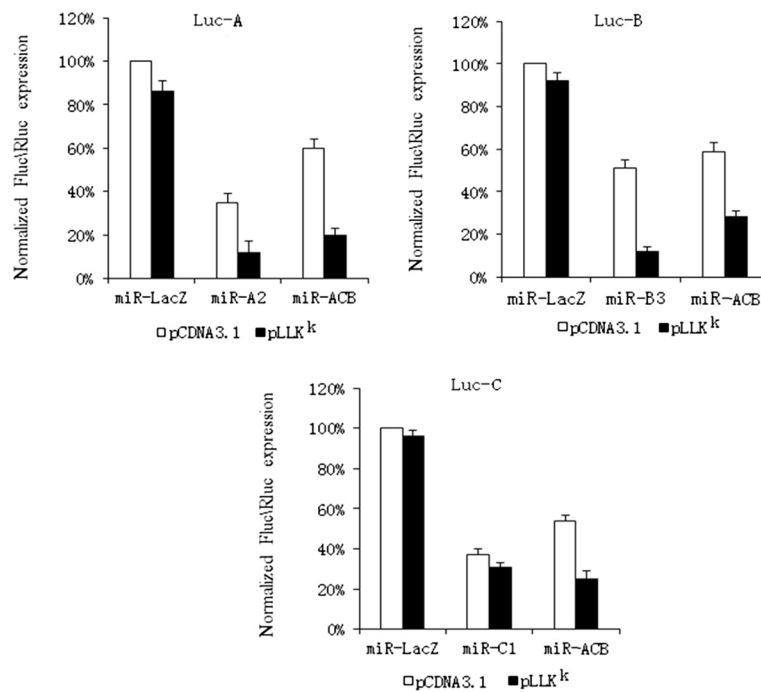 Luc-A
Normalized Fluc\Rluc expression
120%
100%
80%
60%
40%
20%
0%
miR-LacZ miR-A2 miR-ACB
pCDNA3.1 pLLKᵏ
Luc-B
Normalized Fluc\Rluc expression
120%
100%
80%
60%
40%
20%
0%
miR-LacZ miR-B3 miR-ACB
pCDNA3.1 pLLKᵏ
Luc-C
Normalized Fluc\Rluc expression
120%
100%
80%
60%
40%
20%
0%
miR-LacZ miR-C1 miR-ACB
pCDNA3.1 pLLKᵏ